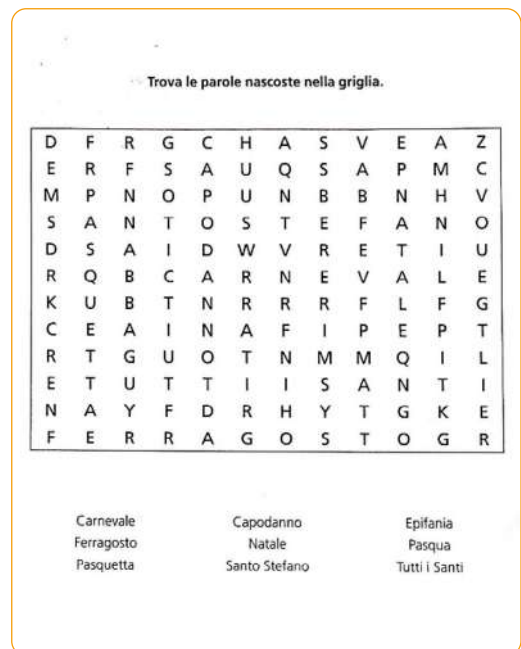 Trova le parole nascoste nella griglia.
D F R G C H A S V E A Z
E R F S A U Q S A P M C
M P N O P U N B B N H V
S A N T O S T E F A N O
D S A I D W V R E T I U
R Q B C A R N E V A L E
K U B T N R R R F L F G
C E A I N A F I P E P T
R T G U O T N M M Q I L
E T U T T I I S A N T I
N A Y F D R H Y T G K E
F E R R A G O S T O G R
Carnevale Capodanno Epifania
Ferragosto Natale Pasqua
Pasquetta Santo Stefano Tutti i Santi